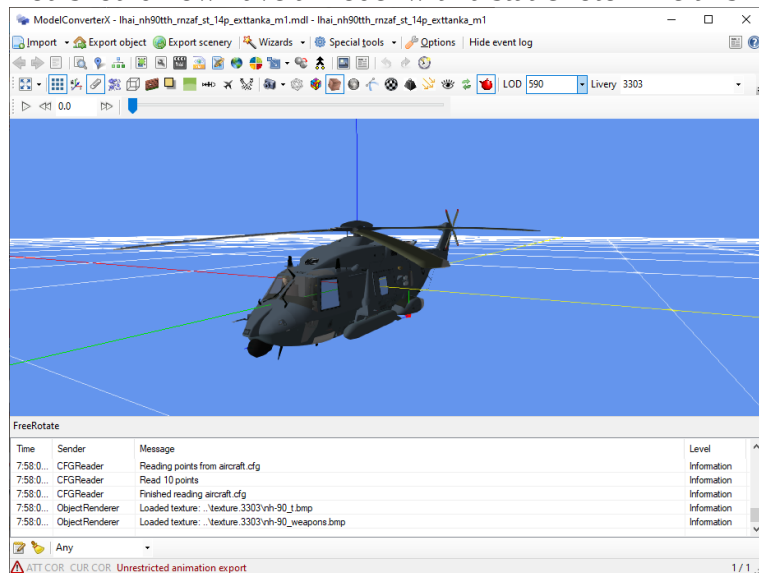 ModelConverterX - lhai_nh90tth_rnzaf_st_14p_exttanka_m1.mdl - lhai_nh90tth_rnzaf_st_14p_exttanka_m1
Import Export object Export scenery Wizards Special tools Options Hide event log
LOD 590 Livery 3303
0.0
FreeRotate
Time Sender Message Level
7:58:0... CFGReader Reading points from aircraft.cfg Information
7:58:0... CFGReader Read 10 points Information
7:58:0... CFGReader Finished reading aircraft.cfg Information
7:58:0... ObjectRenderer Loaded texture: ..\texture.3303\nh-90_t.bmp Information
7:58:0... ObjectRenderer Loaded texture: ..\texture.3303\nh-90_weapons.bmp Information
Any
ATT COR CUR COR Unrestricted animation export 1 / 1